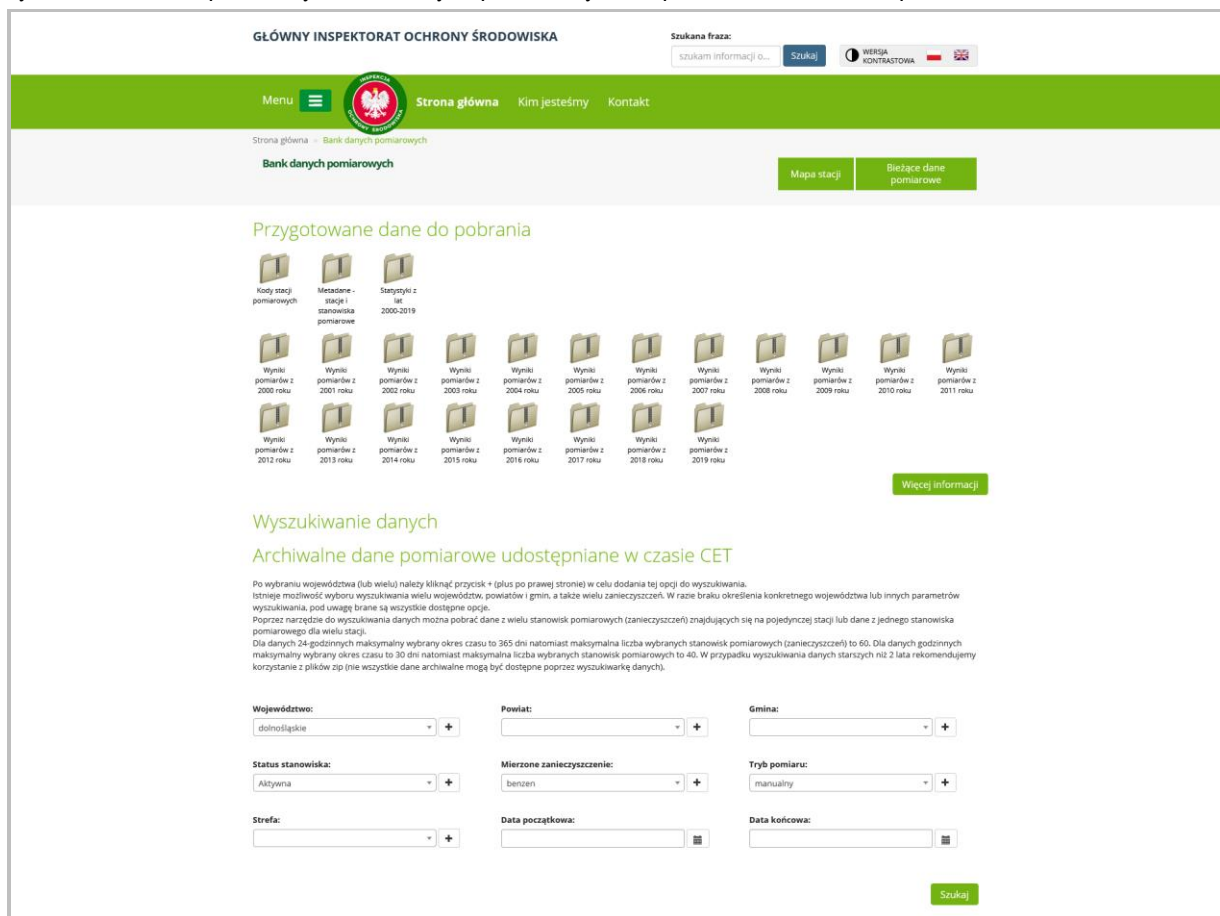 GŁÓWNY INSPEKTORAT OCHRONY ŚRODOWISKA
Szukana fraza:
szukam informacji o...
Szukaj
WERSJA
KONTRASTOWA
Menu
INSPEKCJA
OCHRONY ŚRODOWISKA
Strona główna
Kim jesteśmy
Kontakt
Strona główna » Bank danych pomiarowych
Bank danych pomiarowych
Mapa stacji
Bieżące dane
pomiarowe
Przygotowane dane do pobrania
Kody stacji
pomiarowych
Metadane -
stacje i
stanowiska
pomiarowe
Statystyki z
lat
2000-2019
Wyniki
pomiarów z
2000 roku
Wyniki
pomiarów z
2001 roku
Wyniki
pomiarów z
2002 roku
Wyniki
pomiarów z
2003 roku
Wyniki
pomiarów z
2004 roku
Wyniki
pomiarów z
2005 roku
Wyniki
pomiarów z
2006 roku
Wyniki
pomiarów z
2007 roku
Wyniki
pomiarów z
2008 roku
Wyniki
pomiarów z
2009 roku
Wyniki
pomiarów z
2010 roku
Wyniki
pomiarów z
2011 roku
Wyniki
pomiarów z
2012 roku
Wyniki
pomiarów z
2013 roku
Wyniki
pomiarów z
2014 roku
Wyniki
pomiarów z
2015 roku
Wyniki
pomiarów z
2016 roku
Wyniki
pomiarów z
2017 roku
Wyniki
pomiarów z
2018 roku
Wyniki
pomiarów z
2019 roku
Więcej informacji
Wyszukiwanie danych
Archiwalne dane pomiarowe udostępniane w czasie CET
Po wybraniu województwa (lub wielu) należy kliknąć przycisk + (plus po prawej stronie) w celu dodania tej opcji do wyszukiwania.
Istnieje możliwość wyboru wyszukiwania wielu województw, powiatów i gmin, a także wielu zanieczyszczeń. W razie braku określenia konkretnego województwa lub innych parametrów
wyszukiwania, pod uwagę brane są wszystkie dostępne opcje.
Poprzez narzędzie do wyszukiwania danych można pobrać dane z wielu stanowisk pomiarowych (zanieczyszczeń) znajdujących się na pojedynczej stacji lub dane z jednego stanowiska
pomiarowego dla wielu stacji.
Dla danych 24-godzinnych maksymalny wybrany okres czasu to 365 dni natomiast maksymalna liczba wybranych stanowisk pomiarowych (zanieczyszczeń) to 60. Dla danych godzinnych
maksymalny wybrany okres czasu to 30 dni natomiast maksymalna liczba wybranych stanowisk pomiarowych to 40. W przypadku wyszukiwania danych starszych niż 2 lata rekomendujemy
korzystanie z plików zip (nie wszystkie dane archiwalne mogą być dostępne poprzez wyszukiwarkę danych).
Województwo:
dolnośląskie
+
Powiat:
+
Gmina:
+
Status stanowiska:
Aktywna
+
Mierzone zanieczyszczenie:
benzen
+
Tryb pomiaru:
manualny
+
Strefa:
+
Data początkowa:
Data końcowa:
Szukaj